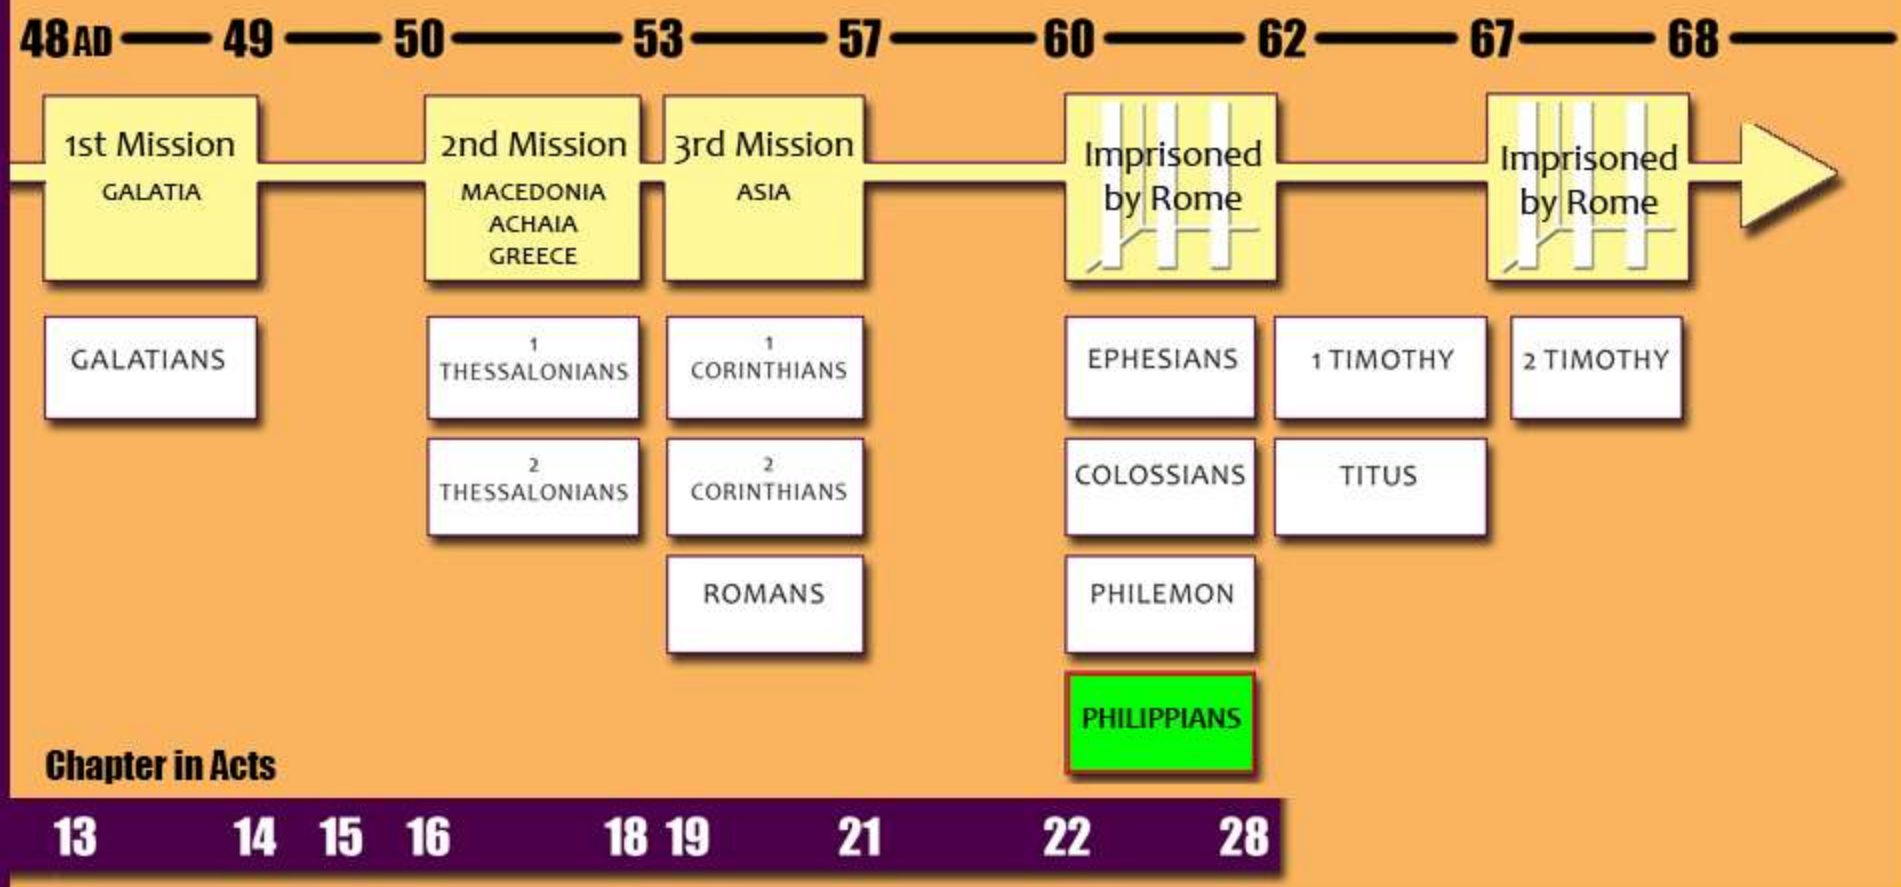 48 AD 49 50 53 57 60 62 67 68
1st Mission
GALATIA
2nd Mission
MACEDONIA
ACHAIA
GREECE
3rd Mission
ASIA
Imprisoned
by Rome
Imprisoned
by Rome
GALATIANS
1
THESSALONIANS
1
CORINTHIANS
EPHESIANS
1 TIMOTHY
2 TIMOTHY
2
THESSALONIANS
2
CORINTHIANS
COLOSSIANS
TITUS
ROMANS
PHILEMON
PHILIPPIANS
Chapter in Acts
13 14 15 16 18 19 21 22 28